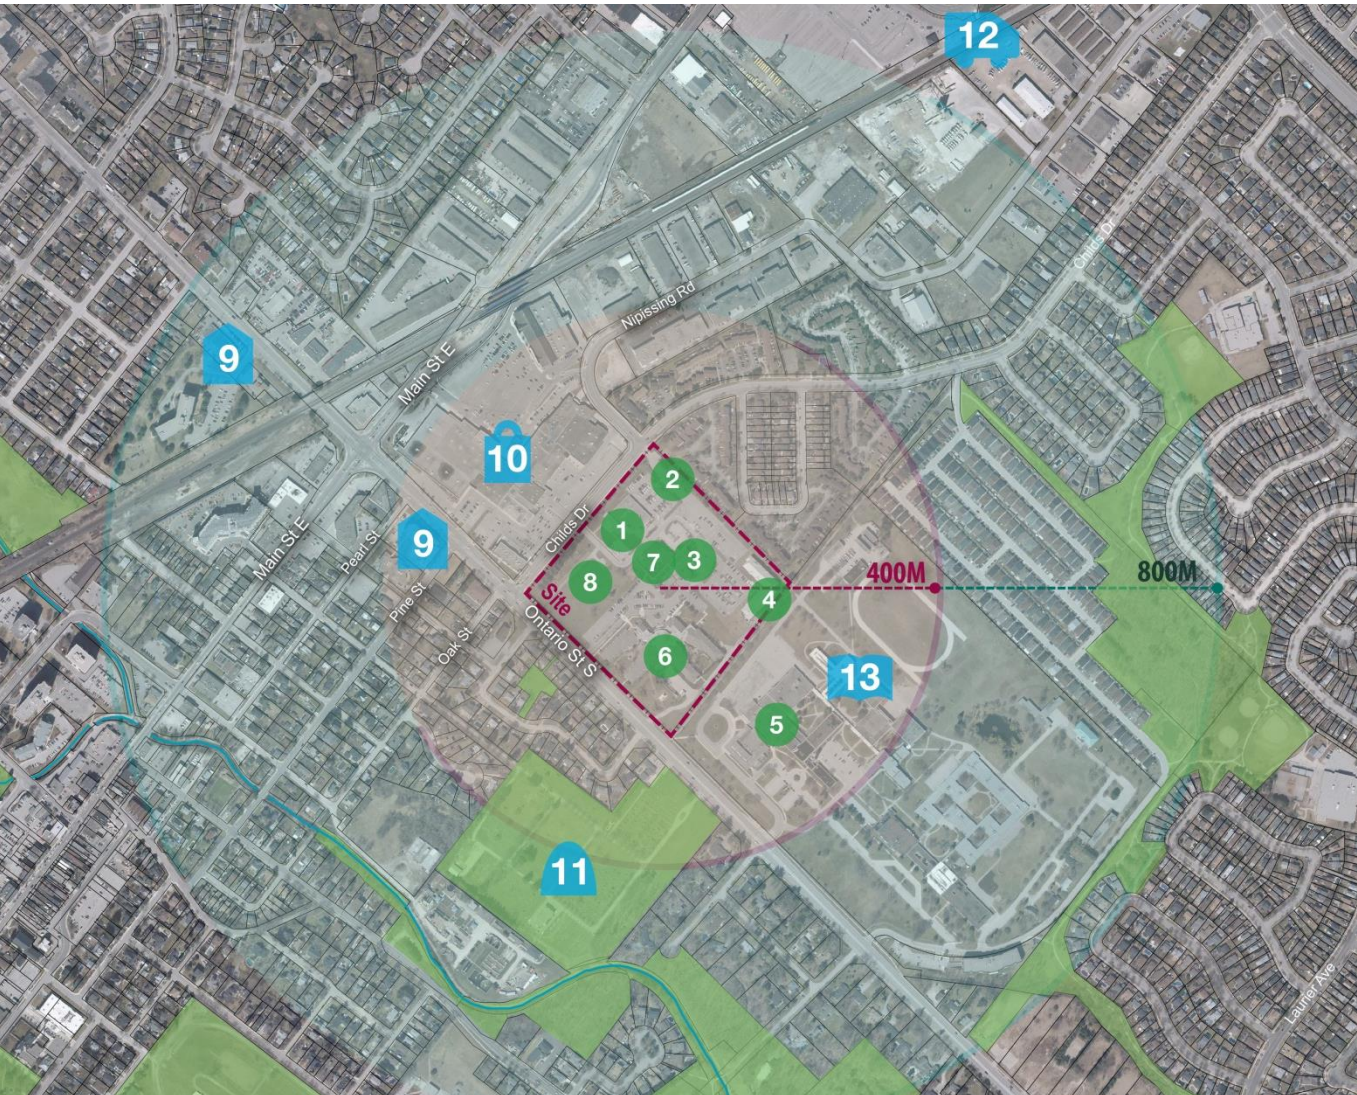 12
Childs Dr
Nipissing Rd
9
Main St E
10
2
Childs Dr
1
9
7
3
Main St E
Pearl St
8
4
400M
800M
Site
Pine St
Ontario St S
Oak St
6
13
5
11
Laurier Ave